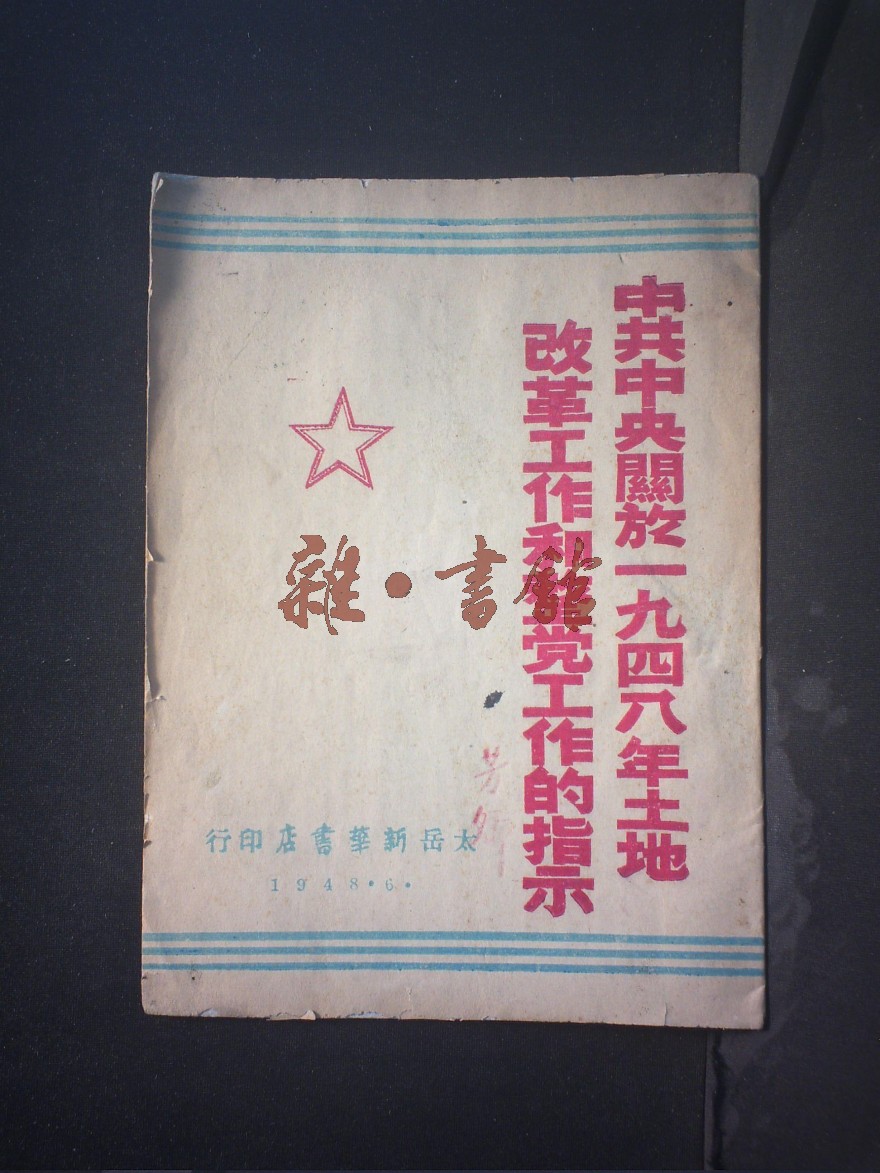 中共中央關於一九四八年土地
改革工作和整党工作的指示
芳
雜·書館
太岳新華書店印行
1948·6·